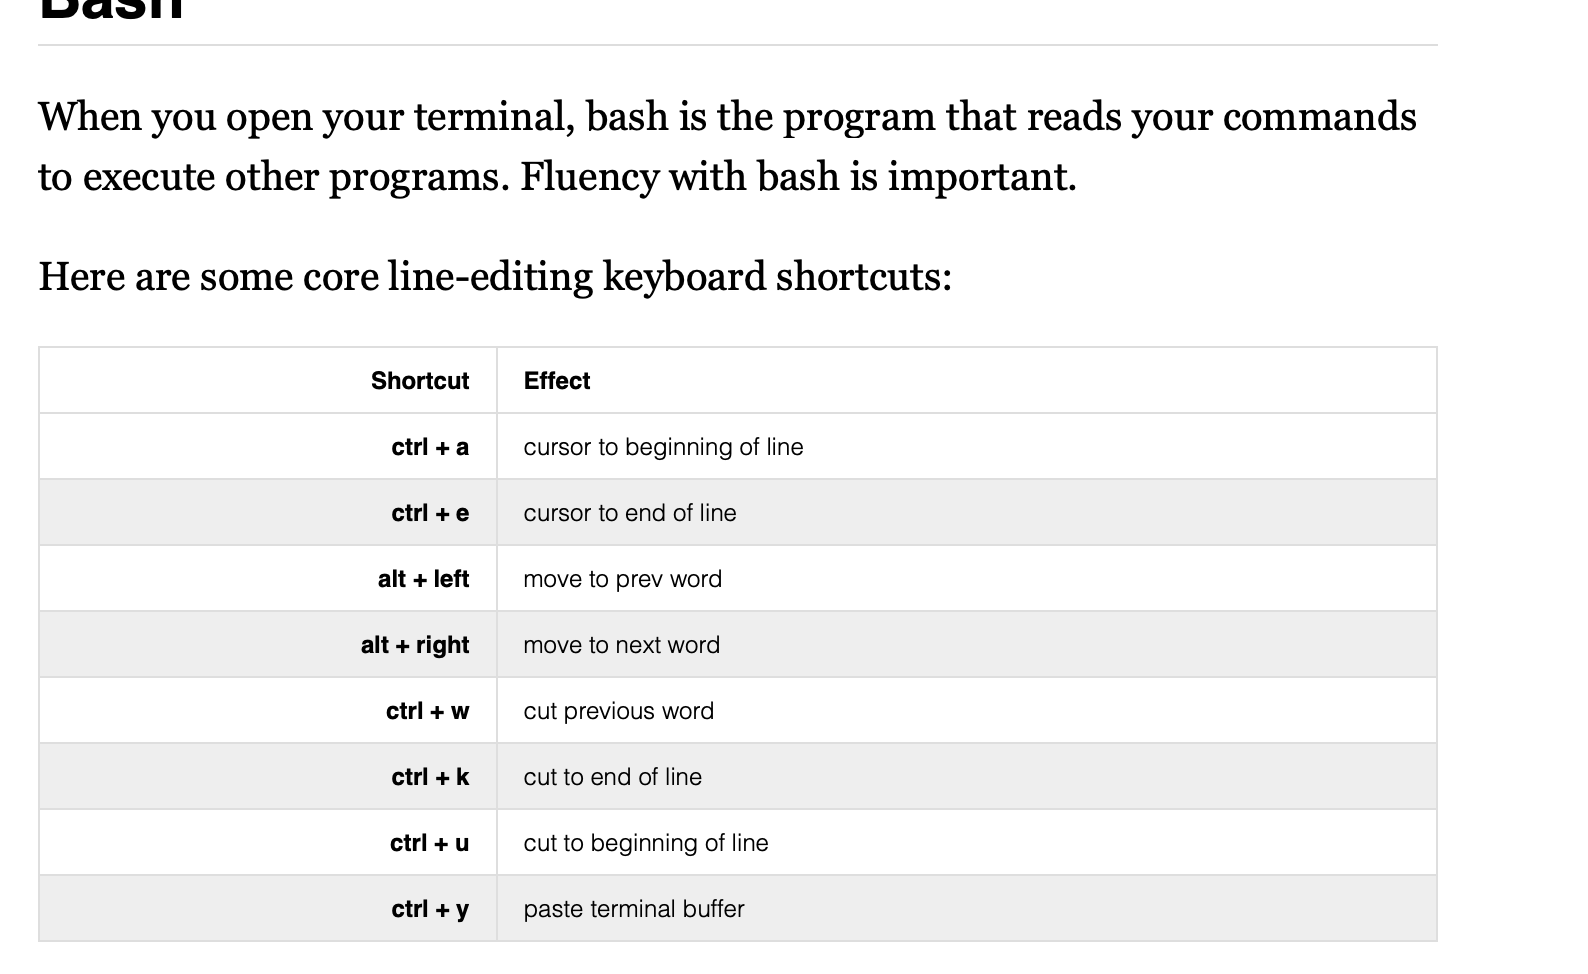 Bash
When you open your terminal, bash is the program that reads your commands
to execute other programs. Fluency with bash is important.
Here are some core line-editing keyboard shortcuts:
Shortcut Effect
ctrl + a cursor to beginning of line
ctrl + e cursor to end of line
alt + left move to prev word
alt + right move to next word
ctrl + w cut previous word
ctrl + k cut to end of line
ctrl + u cut to beginning of line
ctrl + y paste terminal buffer